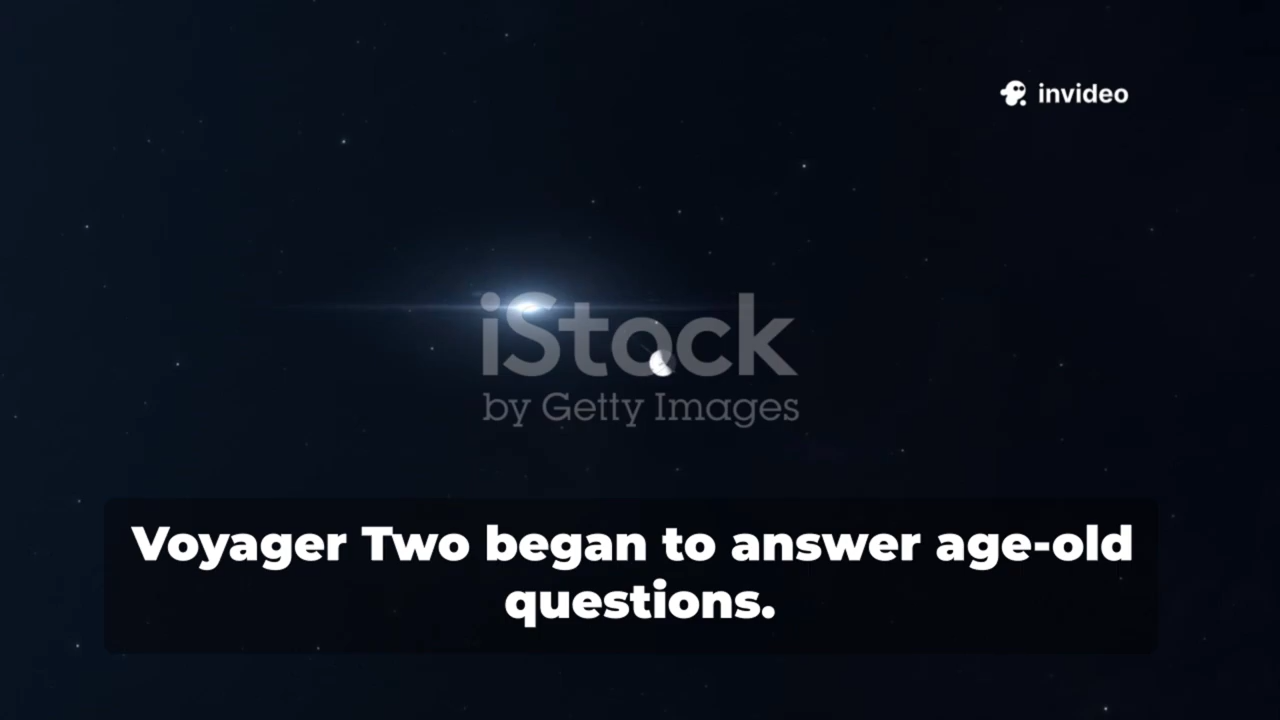 invideo
iStock
by Getty Images
Voyager Two began to answer age-old
questions.